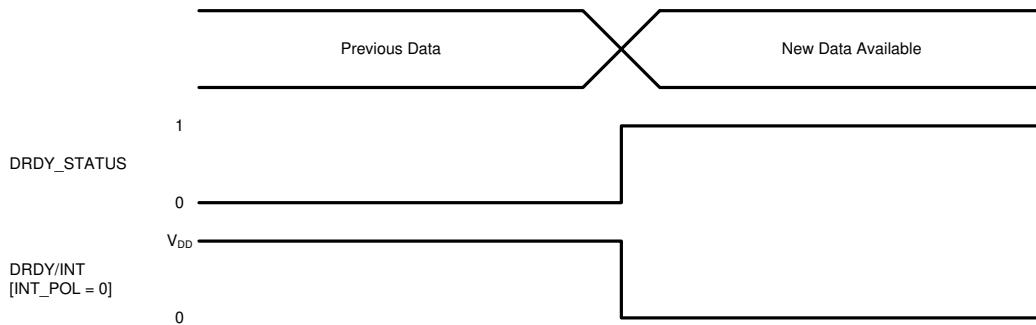 Previous Data
New Data Available
1
DRDY_STATUS
0
VDD
DRDY/INT
[INT_POL = 0]
0